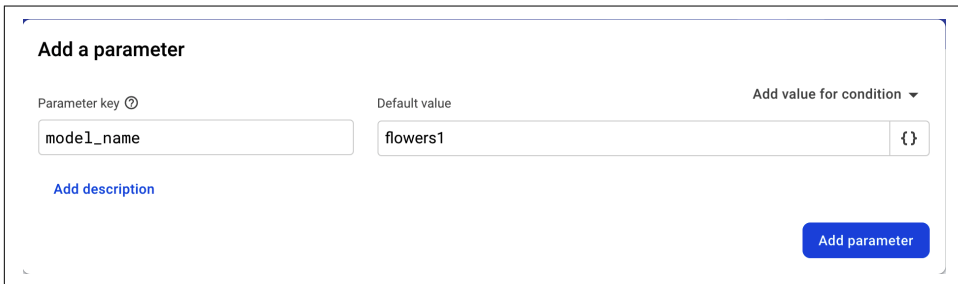 Add a parameter
Parameter key ?
Default value
Add value for condition
model_name
flowers1
{}
Add description
Add parameter